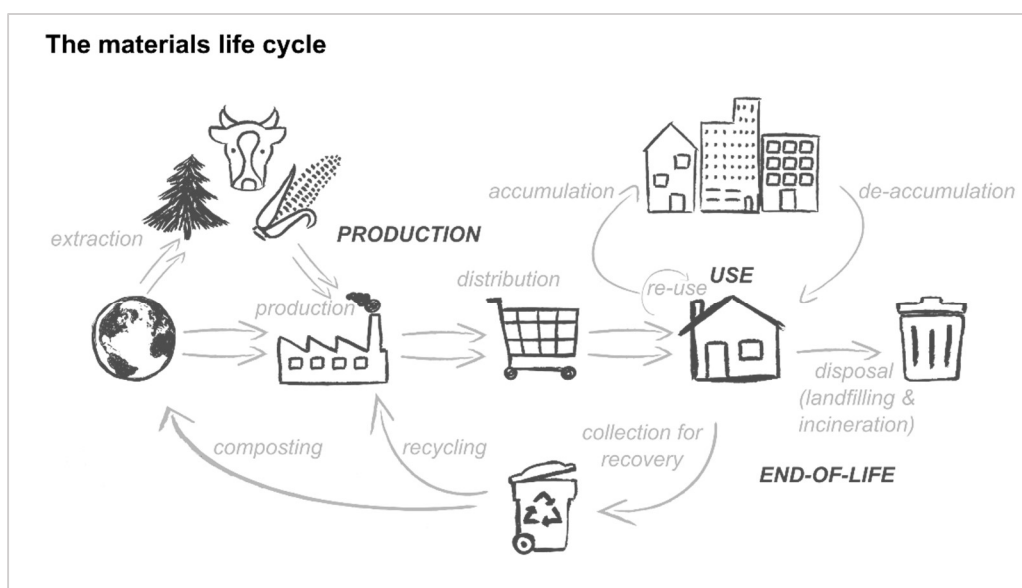 The materials life cycle
accumulation
de-accumulation
extraction
PRODUCTION
distribution
USE
re-use
production
disposal
(landfilling &
incineration)
composting
recycling
collection for
recovery
END-OF-LIFE